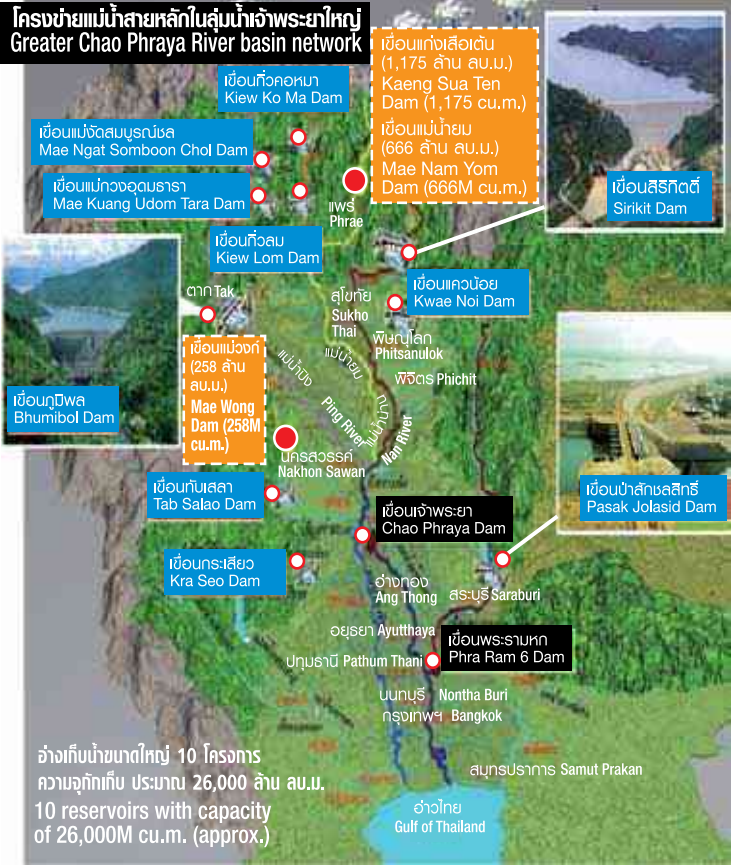 โครงข่ายแม่น้ำสายหลักในลุ่มน้ำเจ้าพระยาใหญ่
Greater Chao Phraya River basin network
เขื่อนแก่งเสือเต้น
(1,175 ล้าน ลบ.ม.)
Kaeng Sua Ten
Dam (1,175 cu.m.)
เขื่อนแม่น้ำยม
(666 ล้าน ลบ.ม.)
Mae Nam Yom
Dam (666M cu.m.)
เขื่อนกิ่วคอหมา
Kiew Ko Ma Dam
เขื่อนแม่งัดสมบูรณ์ชล
Mae Ngat Somboon Chol Dam
เขื่อนแม่กวงอุดมธารา
Mae Kuang Udom Tara Dam
แพร่
Phrae
เขื่อนสิริกิตติ์
Sirikit Dam
เขื่อนกิ่วลม
Kiew Lom Dam
ตาก Tak
สุโขทัย
Sukho
Thai
เขื่อนแควน้อย
Kwae Noi Dam
พิษณุโลก
Phitsanulok
พิจิตร Phichit
เขื่อนภูมิพล
Bhumibol Dam
เขื่อนแม่วงก์
(258 ล้าน
ลบ.ม.)
Mae Wong
Dam (258M
cu.m.)
แม่น้ำปิง
Ping River
แม่น้ำยม
แม่น้ำน่าน
Nan River
นครสวรรค์
Nakhon Sawan
เขื่อนทับเสลา
Tab Salao Dam
เขื่อนเจ้าพระยา
Chao Phraya Dam
เขื่อนป่าสักชลสิทธิ์
Pasak Jolasid Dam
เขื่อนกระเสียว
Kra Seo Dam
อ่างทอง
Ang Thong
สระบุรี Saraburi
อยุธยา Ayutthaya
เขื่อนพระรามหก
Phra Ram 6 Dam
ปทุมธานี Pathum Thani
นนทบุรี Nontha Buri
กรุงเทพฯ Bangkok
สมุทรปราการ Samut Prakan
อ่าวไทย
Gulf of Thailand
อ่างเก็บน้ำขนาดใหญ่ 10 โครงการ
ความจุกักเก็บ ประมาณ 26,000 ล้าน ลบ.ม.
10 reservoirs with capacity
of 26,000M cu.m. (approx.)